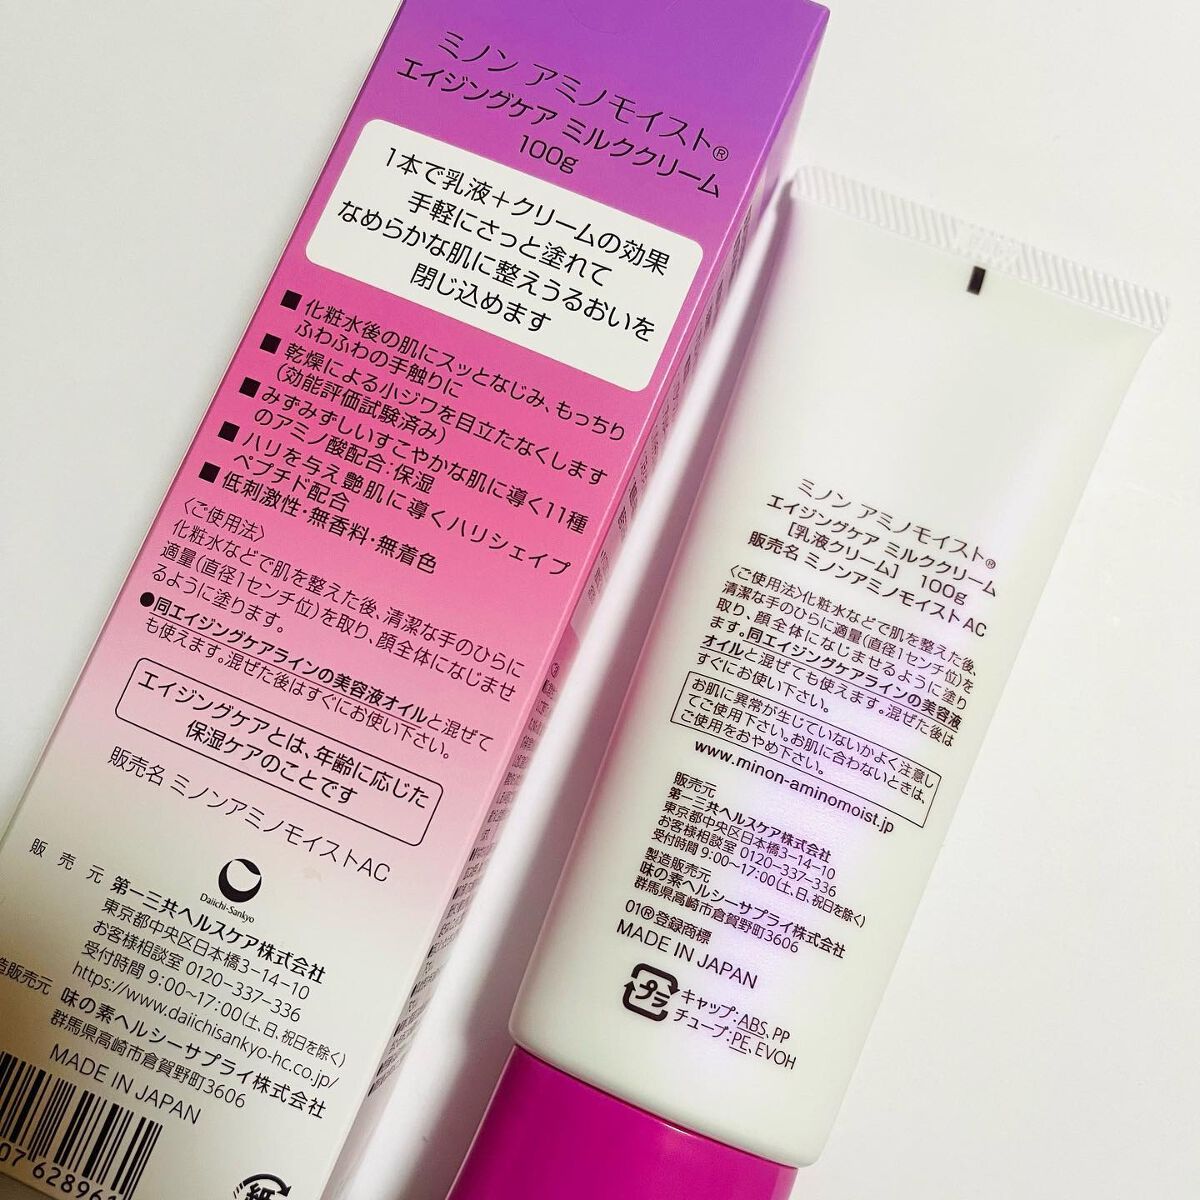 ミノン アミノモイスト®
エイジングケア ミルククリーム
100g
1本で乳液+クリームの効果
手軽にさっと塗れて
なめらかな肌に整えうるおいを
閉じ込めます
■ 化粧水後の肌にスッとなじみ、もっちり
ふわふわの手触りに
■ 乾燥による小ジワを目立たなくします
(効能評価試験済み)
■ みずみずしいすこやかな肌に導く11種
のアミノ酸配合:保湿
■ ハリを与え艶肌に導くハリシェイプ
ペプチド配合
■ 低刺激性・無香料・無着色
〈ご使用法〉
化粧水などで肌を整えた後、清潔な手のひらに
適量(直径1センチ位)を取り、顔全体になじませ
るように塗ります。
●同エイジングケアラインの美容液オイルと混ぜて
も使えます。混ぜた後はすぐにお使い下さい。
エイジングケアとは、年齢に応じた
保湿ケアのことです
販売名 ミノンアミノモイストAC
Daiichi-Sankyo
販売元 第一三共ヘルスケア株式会社
東京都中央区日本橋3-14-10
お客様相談室 0120-337-336
受付時間 9:00~17:00(土、日、祝日を除く)
https://www.daiichisankyo-hc.co.jp/
造販売元 味の素ヘルシーサプライ株式会社
群馬県高崎市倉賀野町3606
MADE IN JAPAN
07 62896
紙
ミノン アミノモイスト®
エイジングケア ミルククリーム
[乳液クリーム] 100g
販売名 ミノンアミノモイストAC
〈ご使用法〉化粧水などで肌を整えた後、
清潔な手のひらに適量(直径1センチ位)を
取り、顔全体になじませるように塗り
ます。同エイジングケアラインの美容液
オイルと混ぜても使えます。混ぜた後は
すぐにお使い下さい。
お肌に異常が生じていないかよく注意し
てご使用下さい。お肌に合わないときは、
ご使用をおやめ下さい。
www.minon-aminomoist.jp
販売元
第一三共ヘルスケア株式会社
東京都中央区日本橋3-14-10
お客様相談室 0120-337-336
受付時間 9:00~17:00(土、日、祝日を除く)
製造販売元
味の素ヘルシーサプライ株式会社
群馬県高崎市倉賀野町3606
01®登録商標
MADE IN JAPAN
プラ
キャップ:ABS, PP
チューブ:PE、EVOH